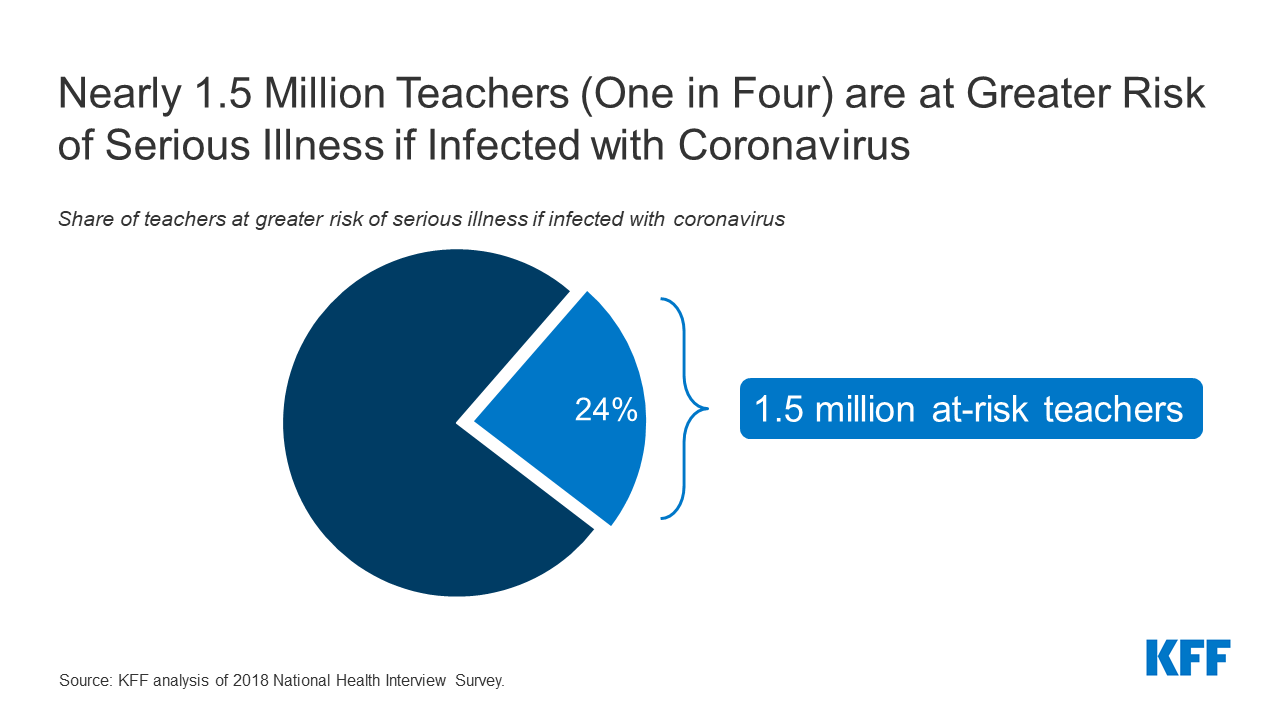 Nearly 1.5 Million Teachers (One in Four) are at Greater Risk
of Serious Illness if Infected with Coronavirus
Share of teachers at greater risk of serious illness if infected with coronavirus
24%
1.5 million at-risk teachers
KFF
Source: KFF analysis of 2018 National Health Interview Survey.